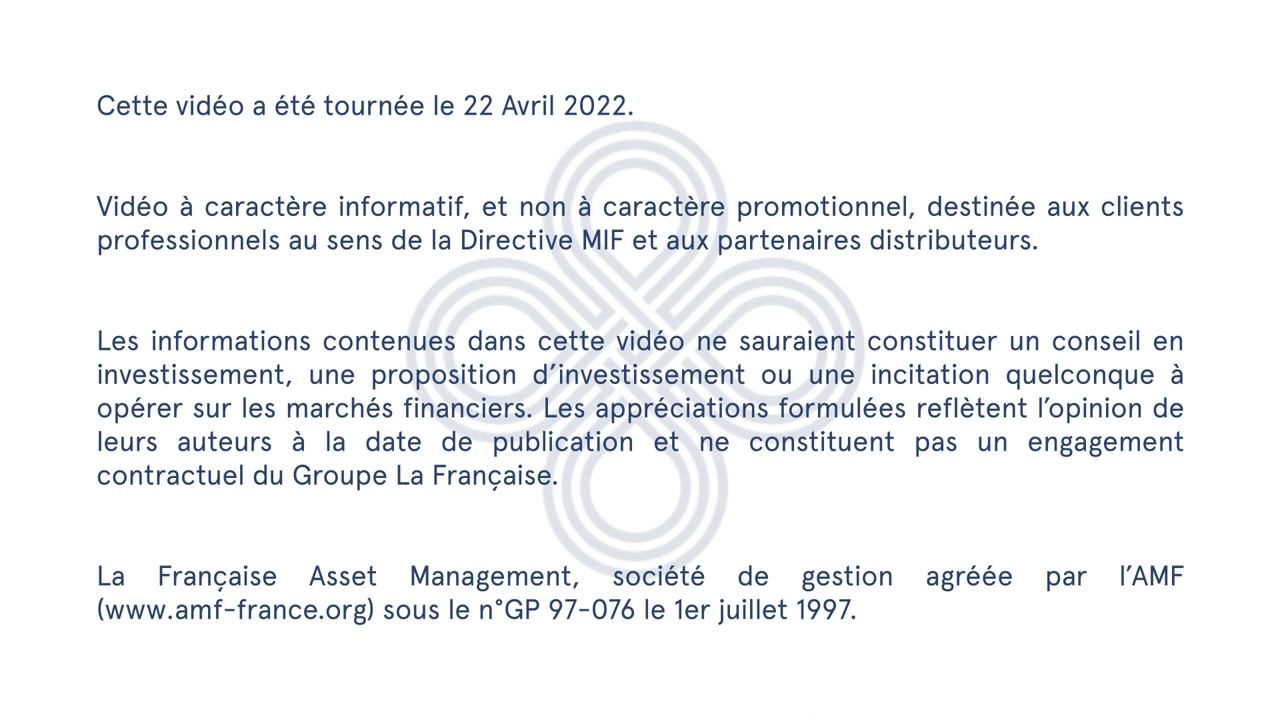 Cette vidéo a été tournée le 22 Avril 2022.
Vidéo à caractère informatif, et non à caractère promotionnel, destinée aux clients
professionnels au sens de la Directive MIF et aux partenaires distributeurs.
Les informations contenues dans cette vidéo ne sauraient constituer un conseil en
investissement, une proposition d’investissement ou une incitation quelconque à
opérer sur les marchés financiers. Les appréciations formulées reflètent l’opinion de
leurs auteurs à la date de publication et ne constituent pas un engagement
contractuel du Groupe La Française.
La Française Asset Management, société de gestion agréée par l’AMF
(www.amf-france.org) sous le n°GP 97-076 le 1er juillet 1997.